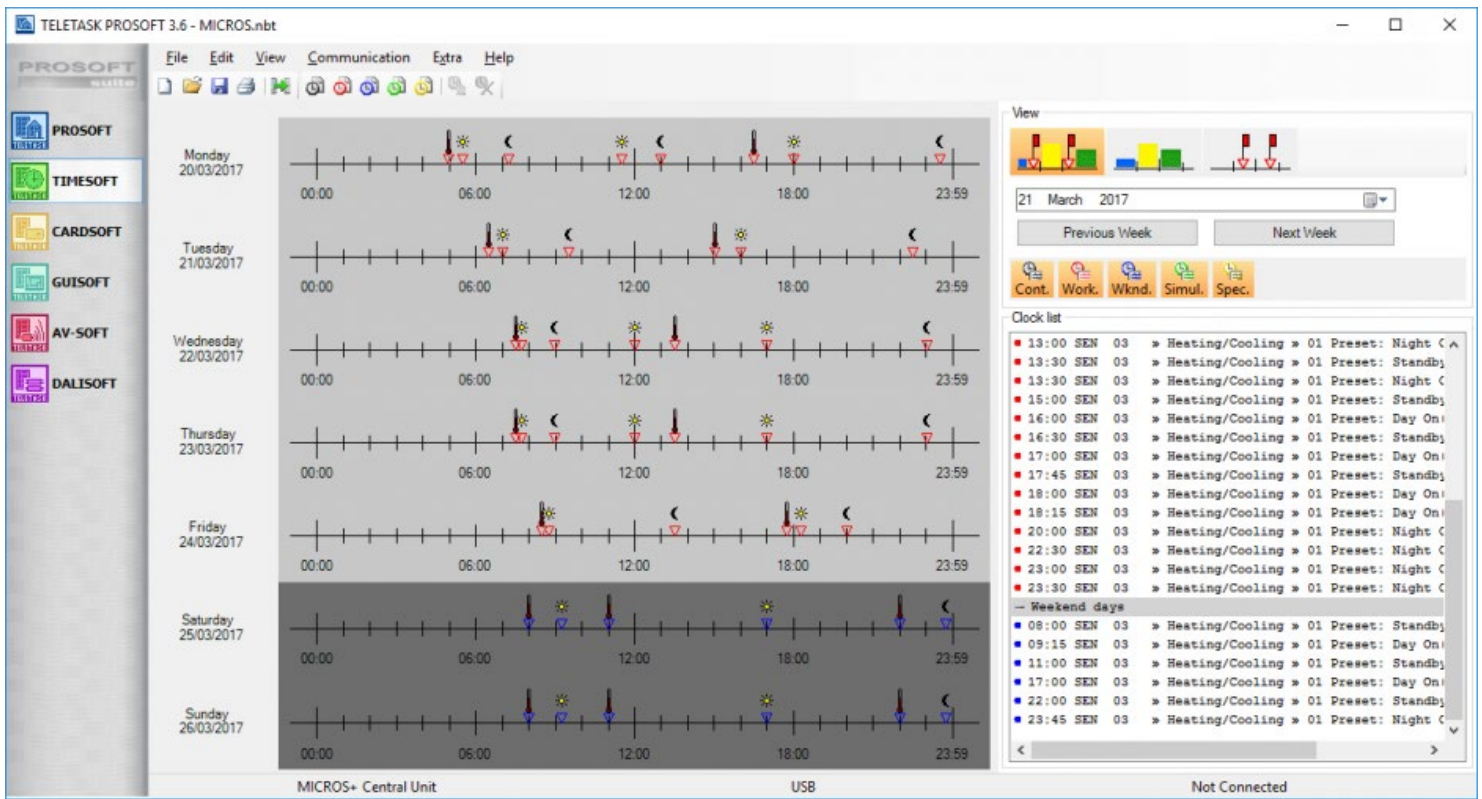 TELETASK PROSOFT 3.6 - MICROS.nbt
PROSOFT
suite
File Edit View Communication Extra Help
PROSOFT
TIMESOFT
CARDSOFT
GUISOFT
AV-SOFT
DALISOFT
Monday
20/03/2017
00:00 06:00 12:00 18:00 23:59
Tuesday
21/03/2017
00:00 06:00 12:00 18:00 23:59
Wednesday
22/03/2017
00:00 06:00 12:00 18:00 23:59
Thursday
23/03/2017
00:00 06:00 12:00 18:00 23:59
Friday
24/03/2017
00:00 06:00 12:00 18:00 23:59
Saturday
25/03/2017
00:00 06:00 12:00 18:00 23:59
Sunday
26/03/2017
00:00 06:00 12:00 18:00 23:59
View
21 March 2017
Previous Week Next Week
Cont. Work. Wknd. Simul. Spec.
Clock list
13:00 SEN 03 » Heating/Cooling » 01 Preset: Night
13:30 SEN 03 » Heating/Cooling » 01 Preset: Standby
13:30 SEN 03 » Heating/Cooling » 01 Preset: Night
15:00 SEN 03 » Heating/Cooling » 01 Preset: Standby
16:00 SEN 03 » Heating/Cooling » 01 Preset: Day On
16:30 SEN 03 » Heating/Cooling » 01 Preset: Standby
17:00 SEN 03 » Heating/Cooling » 01 Preset: Day On
17:45 SEN 03 » Heating/Cooling » 01 Preset: Standby
18:00 SEN 03 » Heating/Cooling » 01 Preset: Day On
18:15 SEN 03 » Heating/Cooling » 01 Preset: Day On
20:00 SEN 03 » Heating/Cooling » 01 Preset: Night
22:30 SEN 03 » Heating/Cooling » 01 Preset: Night
23:00 SEN 03 » Heating/Cooling » 01 Preset: Night
23:30 SEN 03 » Heating/Cooling » 01 Preset: Night
— Weekend days
08:00 SEN 03 » Heating/Cooling » 01 Preset: Standby
09:15 SEN 03 » Heating/Cooling » 01 Preset: Day On
11:00 SEN 03 » Heating/Cooling » 01 Preset: Standby
17:00 SEN 03 » Heating/Cooling » 01 Preset: Day On
22:00 SEN 03 » Heating/Cooling » 01 Preset: Standby
23:45 SEN 03 » Heating/Cooling » 01 Preset: Night
MICROS+ Central Unit USB Not Connected